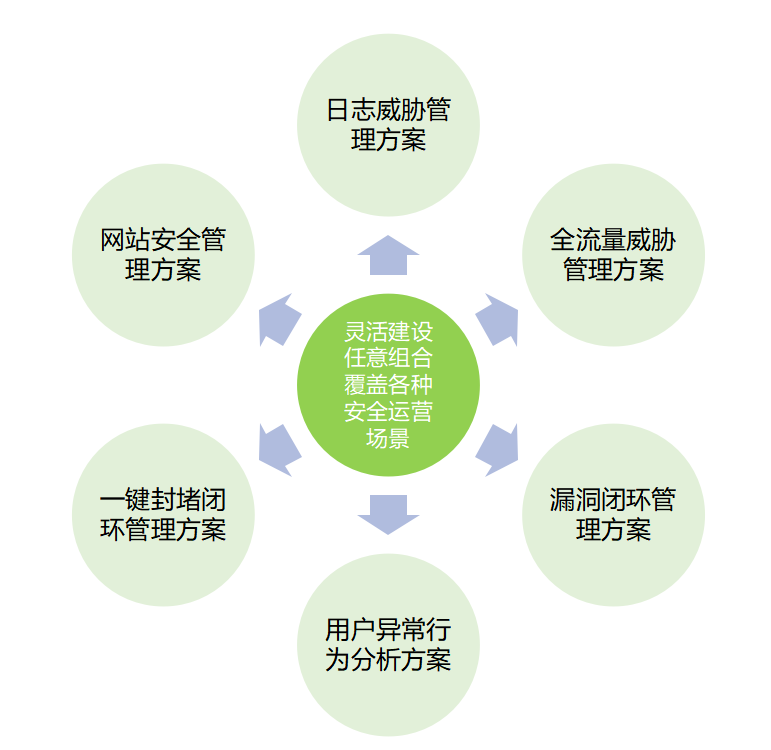 日志威胁管
理方案
网站安全管
理方案
全流量威胁
管理方案
灵活建设
任意组合
覆盖各种
安全运营
场景
一键封堵闭
环管理方案
漏洞闭环管
理方案
用户异常行
为分析方案